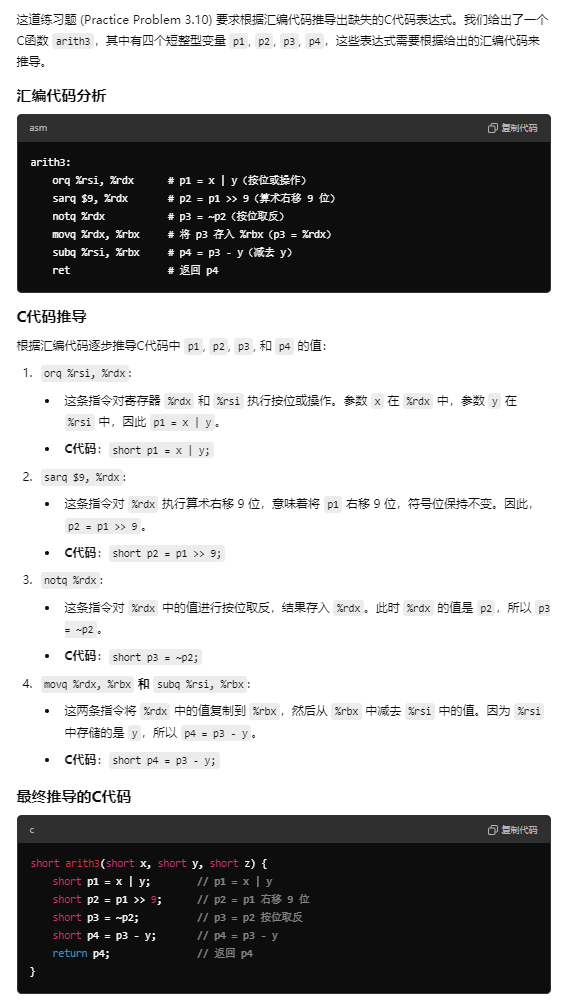 这道练习题 (Practice Problem 3.10) 要求根据汇编代码推导出缺失的C代码表达式。我们给出了一个
C函数 arith3，其中有四个短整型变量 p1, p2, p3, p4，这些表达式需要根据给出的汇编代码来
推导。
汇编代码分析
asm 复制代码
arith3:
    orq %rsi, %rdx      # p1 = x | y（按位或操作）
    sarq $9, %rdx       # p2 = p1 >> 9（算术右移 9 位）
    notq %rdx           # p3 = ~p2（按位取反）
    movq %rdx, %rbx     # 将 p3 存入 %rbx（p3 = %rdx）
    subq %rsi, %rbx     # p4 = p3 - y（减去 y）
    ret                 # 返回 p4
C代码推导
根据汇编代码逐步推导C代码中 p1, p2, p3, 和 p4 的值：
1. orq %rsi, %rdx：
• 这条指令对寄存器 %rdx 和 %rsi 执行按位或操作。参数 x 在 %rdx 中，参数 y 在
%rsi 中，因此 p1 = x | y。
• C代码：short p1 = x | y;
2. sarq $9, %rdx：
• 这条指令对 %rdx 执行算术右移 9 位，意味着将 p1 右移 9 位，符号位保持不变。因此，
p2 = p1 >> 9。
• C代码：short p2 = p1 >> 9;
3. notq %rdx：
• 这条指令对 %rdx 中的值进行按位取反，结果存入 %rdx。此时 %rdx 的值是 p2，所以 p3
= ~p2。
• C代码：short p3 = ~p2;
4. movq %rdx, %rbx 和 subq %rsi, %rbx：
• 这两条指令将 %rdx 中的值复制到 %rbx，然后从 %rbx 中减去 %rsi 中的值。因为 %rsi
中存储的是 y，所以 p4 = p3 - y。
• C代码：short p4 = p3 - y;
最终推导的C代码
c 复制代码
short arith3(short x, short y, short z) {
    short p1 = x | y;       // p1 = x | y
    short p2 = p1 >> 9;     // p2 = p1 右移 9 位
    short p3 = ~p2;         // p3 = p2 按位取反
    short p4 = p3 - y;      // p4 = p3 - y
    return p4;              // 返回 p4
}